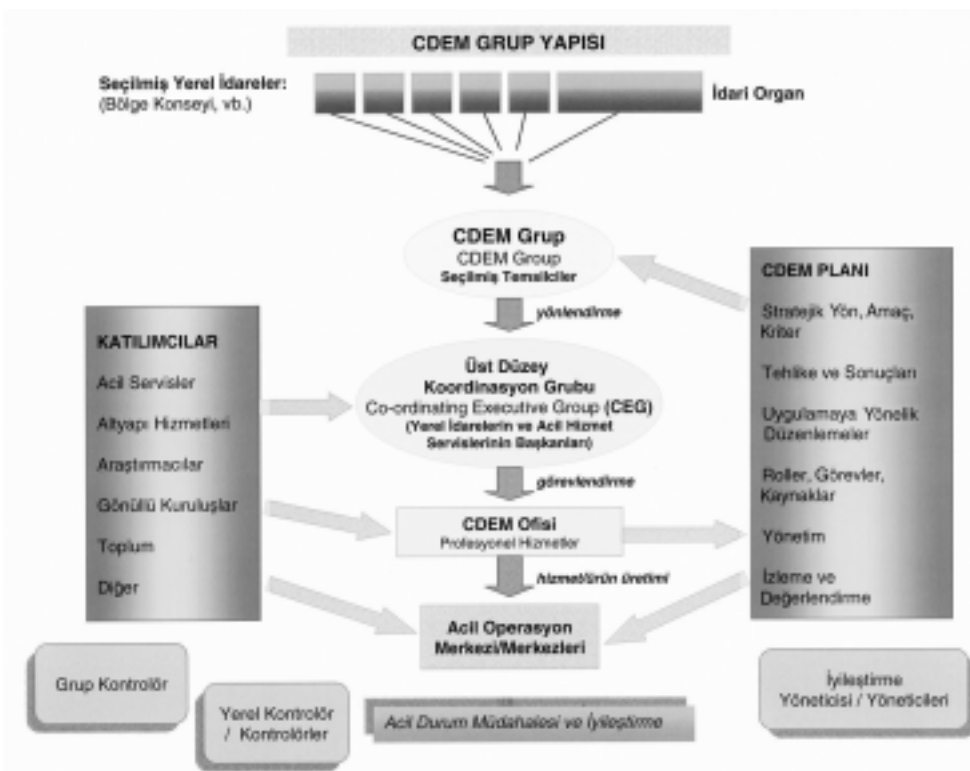 CDEM GRUP YAPISI
Seçilmiş Yerel İdareler:
(Bölge Konseyi, vb.)
İdari Organ
CDEM Grup
CDEM Group
Seçilmiş Temsilciler
yönlendirme
Üst Düzey
Koordinasyon Grubu
Co-ordinating Executive Group (CEG)
(Yerel İdarelerin ve Acil Hizmet
Servislerinin Başkanları)
görevlendirme
CDEM Ofisi
Profesyonel Hizmetler
hizmet/ürün üretimi
Acil Operasyon
Merkezi/Merkezleri
KATILIMCILAR
Acil Servisler
Altyapı Hizmetleri
Araştırmacılar
Gönüllü Kuruluşlar
Toplum
Diğer
CDEM PLANI
Stratejik Yön, Amaç,
Kriter
Tehlike ve Sonuçları
Uygulamaya Yönelik
Düzenlemeler
Roller, Görevler,
Kaynaklar
Yönetim
İzleme ve
Değerlendirme
Grup Kontrolör
Yerel Kontrolör
/ Kontrolörler
Acil Durum Müdahalesi ve İyileştirme
İyileştirme
Yöneticisi / Yöneticileri